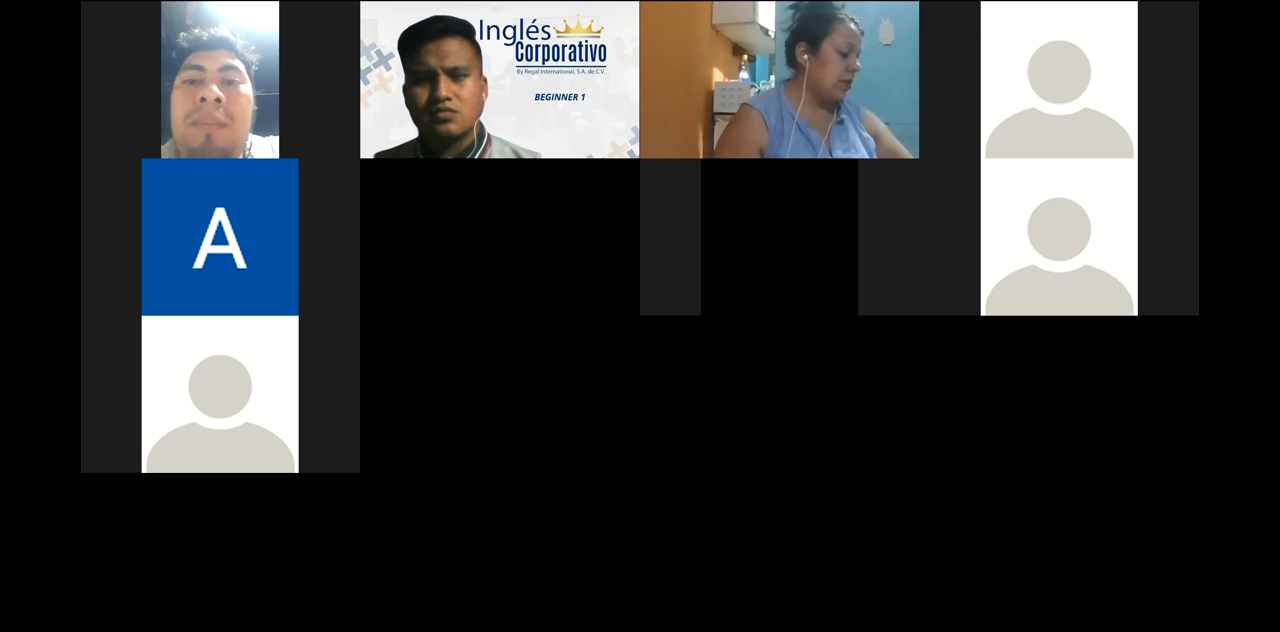 Inglés
Corporativo
By Regal International, S.A. de C.V.
BEGINNER 1
A